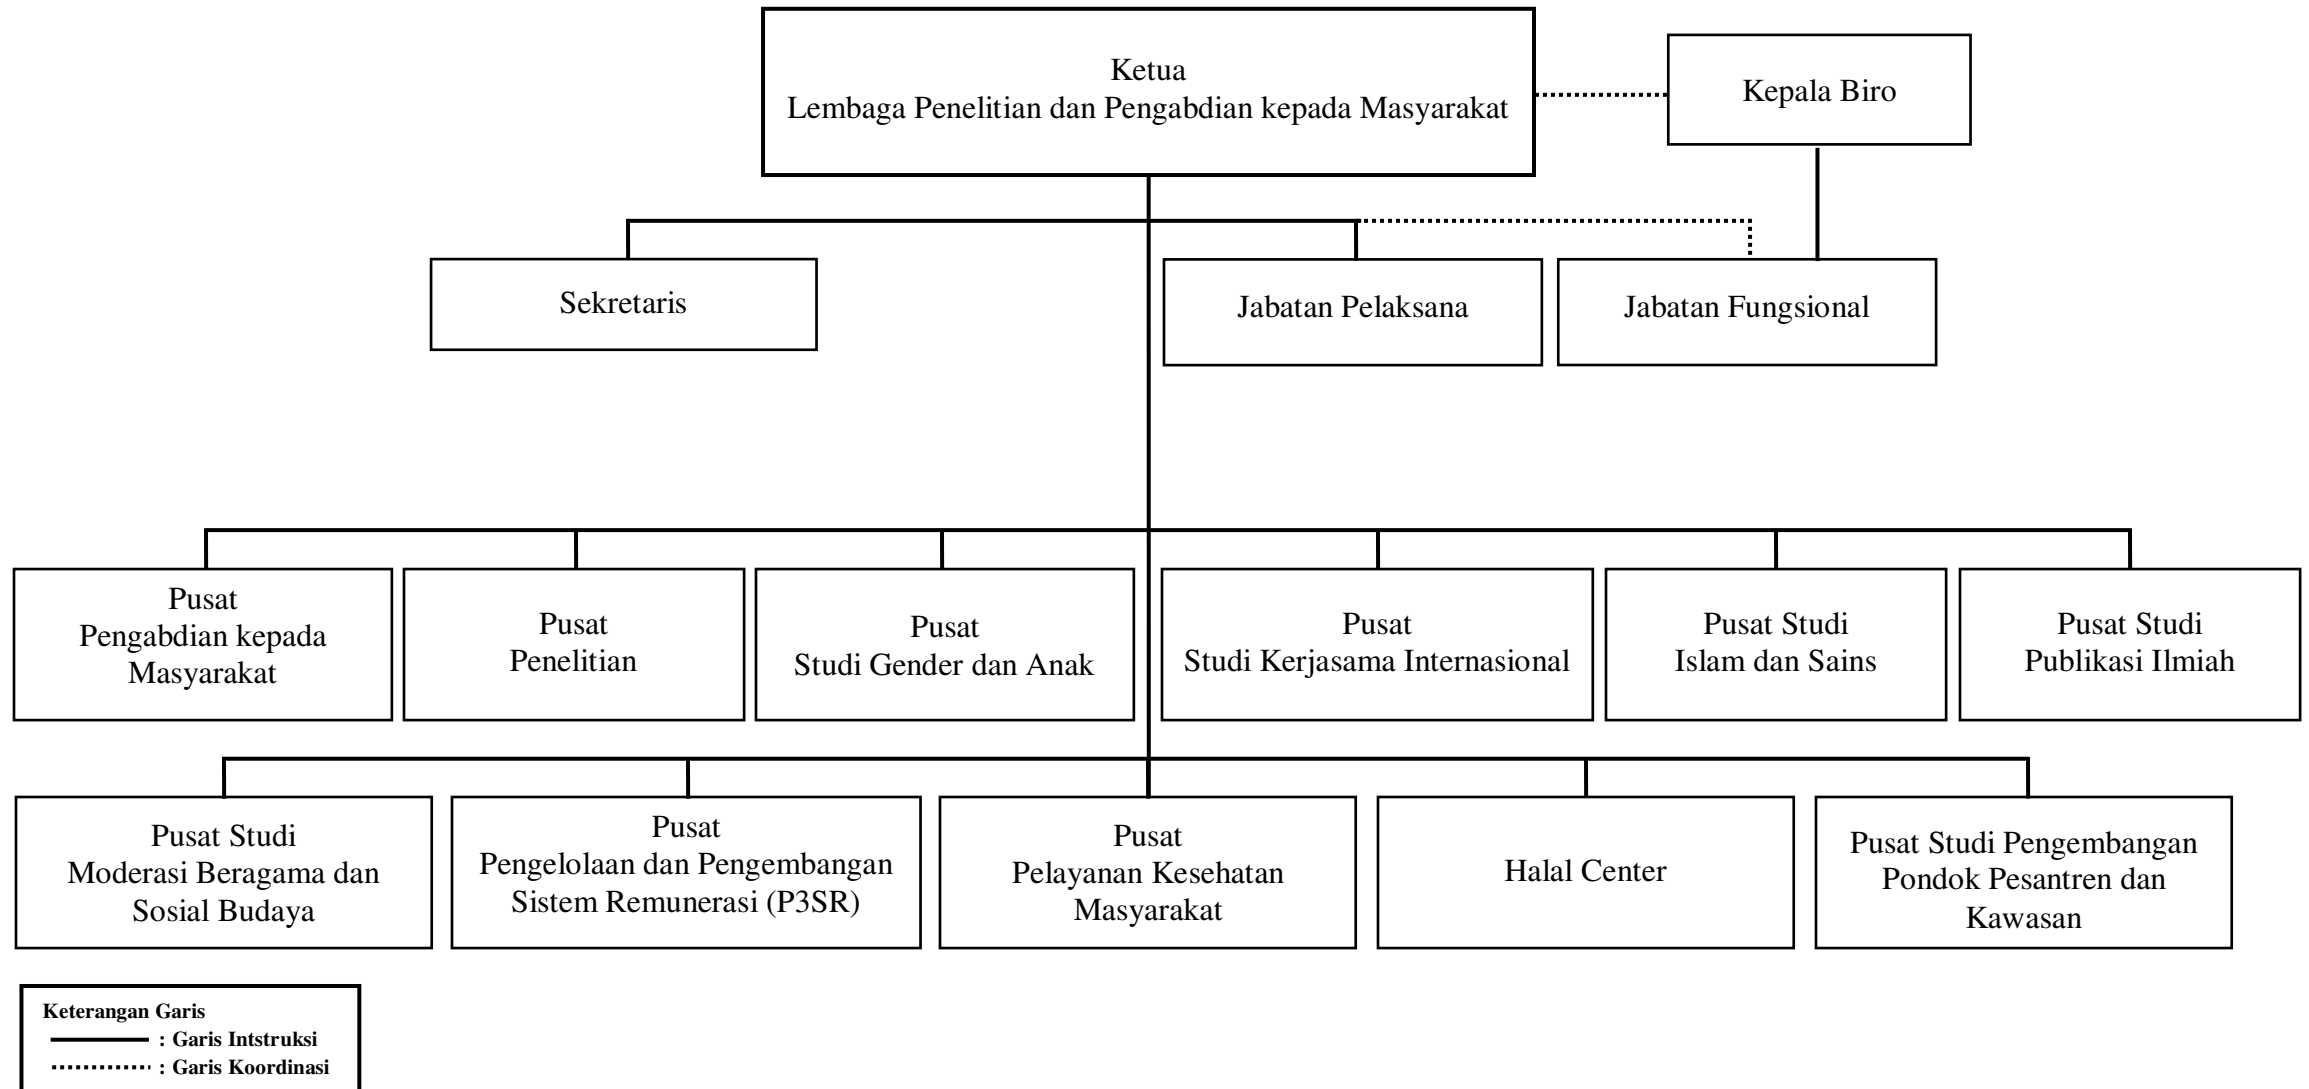 Ketua
Lembaga Penelitian dan Pengabdian kepada Masyarakat
Kepala Biro
Sekretaris
Jabatan Pelaksana
Jabatan Fungsional
Pusat
Pengabdian kepada
Masyarakat
Pusat
Penelitian
Pusat
Studi Gender dan Anak
Pusat
Studi Kerjasama Internasional
Pusat Studi
Islam dan Sains
Pusat Studi
Publikasi Ilmiah
Pusat Studi
Moderasi Beragama dan
Sosial Budaya
Pusat
Pengelolaan dan Pengembangan
Sistem Remunerasi (P3SR)
Pusat
Pelayanan Kesehatan
Masyarakat
Halal Center
Pusat Studi Pengembangan
Pondok Pesantren dan
Kawasan
Keterangan Garis
: Garis Intstruksi
: Garis Koordinasi